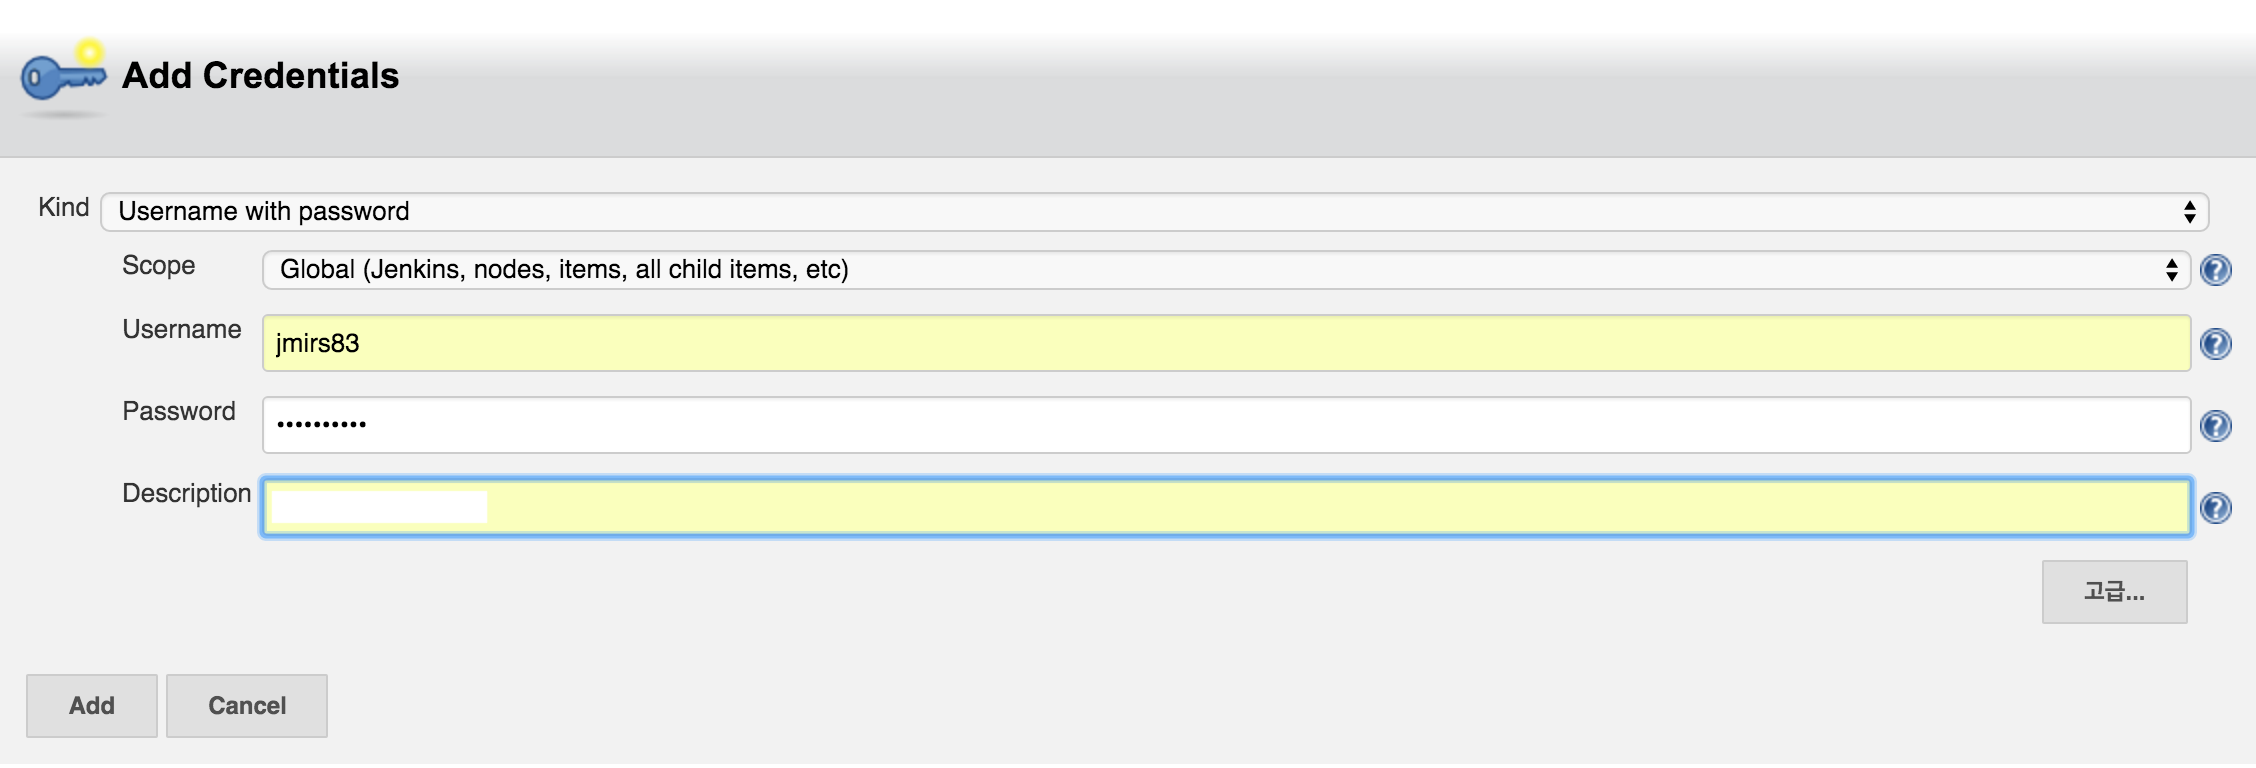 Add Credentials
Kind Username with password
Scope Global (Jenkins, nodes, items, all child items, etc)
Username jmirs83
Password ••••••••••
Description
고급...
Add Cancel